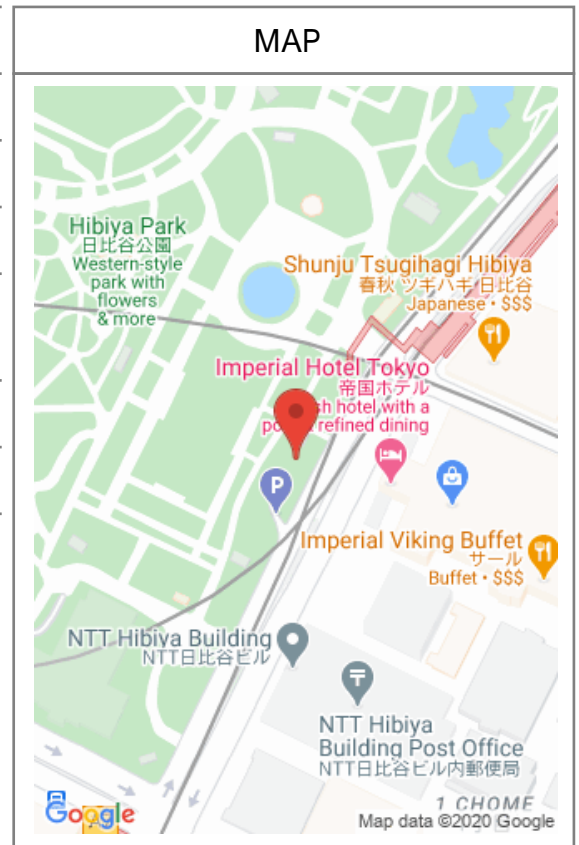 MAP
Hibiya Park
日比谷公園
Western-style
park with
flowers
& more
Shunju Tsugihagi Hibiya
春秋 ツギハギ 日比谷
Japanese • $$$
Imperial Hotel Tokyo
帝国ホテル
sh hotel with a
refined dining
P
Imperial Viking Buffet
サール
Buffet • $$$
NTT Hibiya Building
NTT日比谷ビル
NTT Hibiya
Building Post Office
NTT日比谷ビル内郵便局
1 CHOME
Google
Map data ©2020 Google